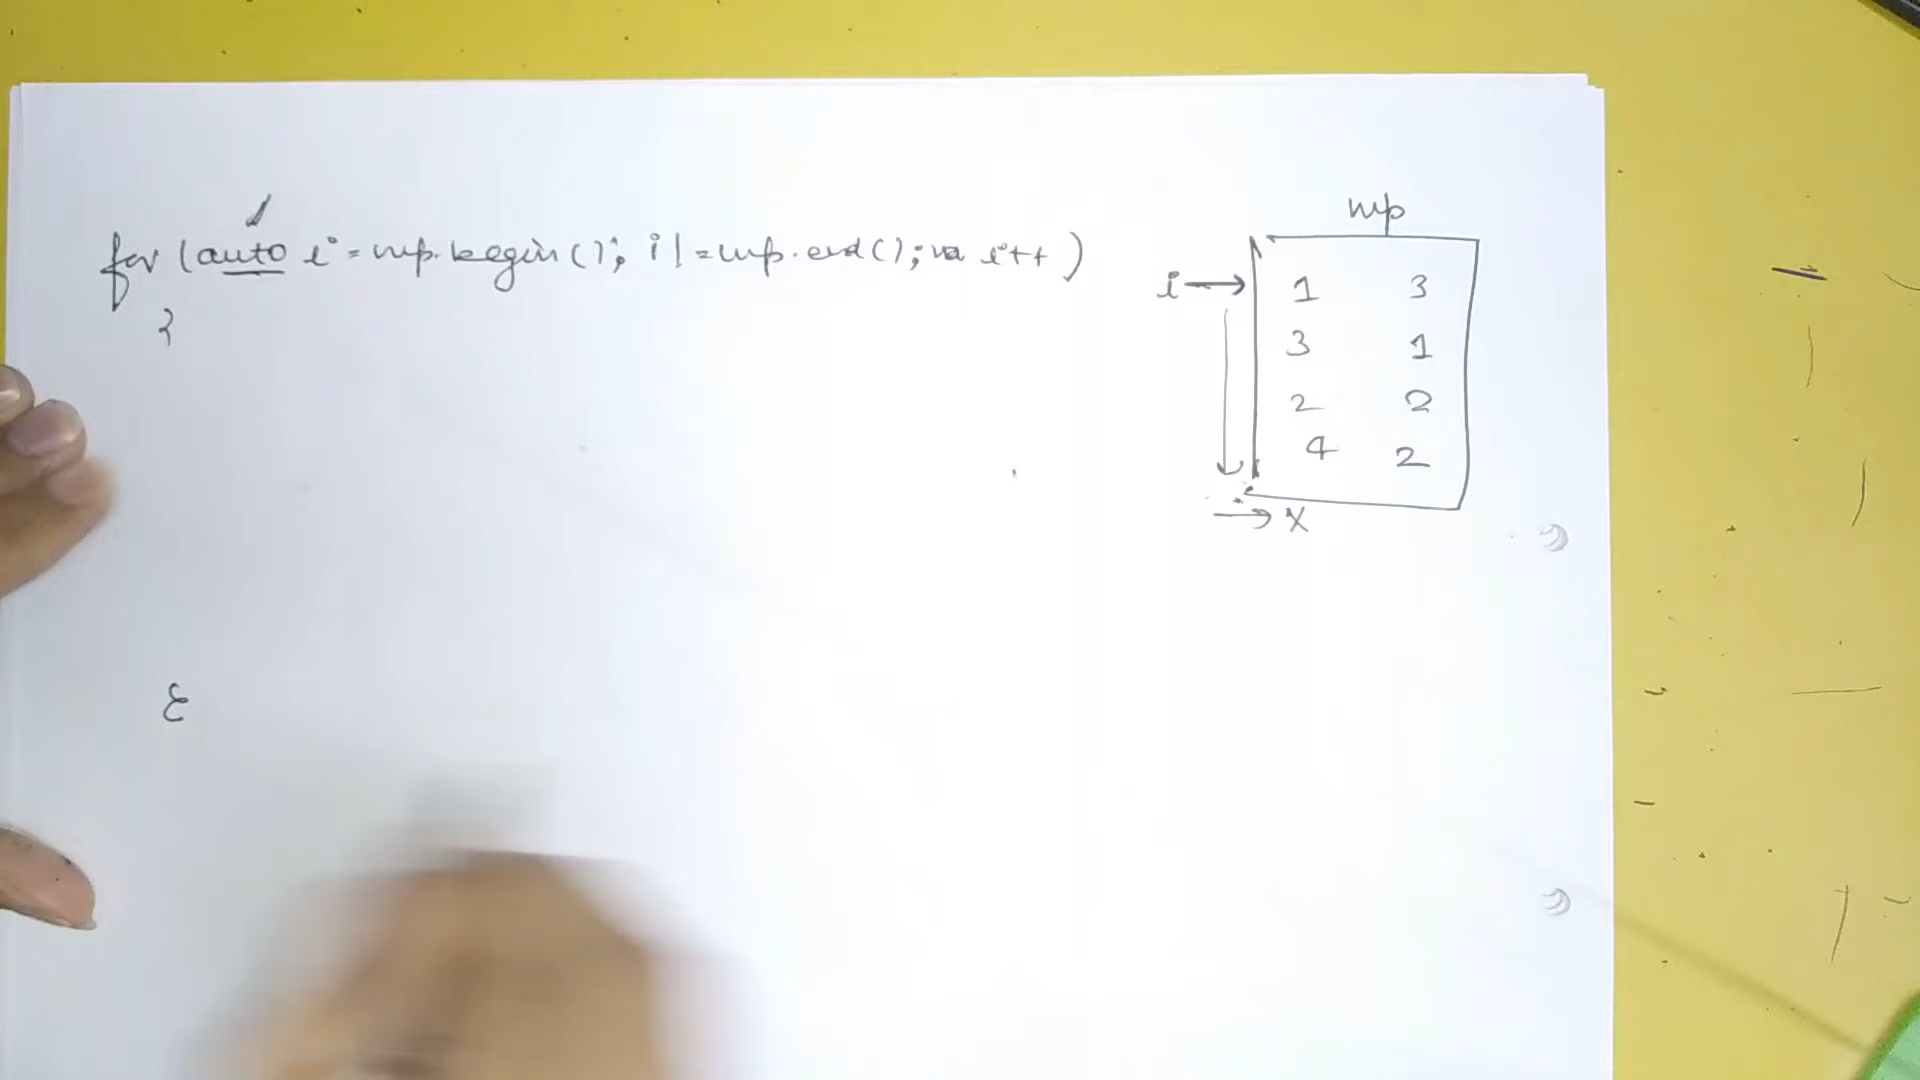 for (auto i = mp.begin(); i != mp.end(); i++)
{
}
mp
i → 1 3
3 1
2 2
4 2
→ X